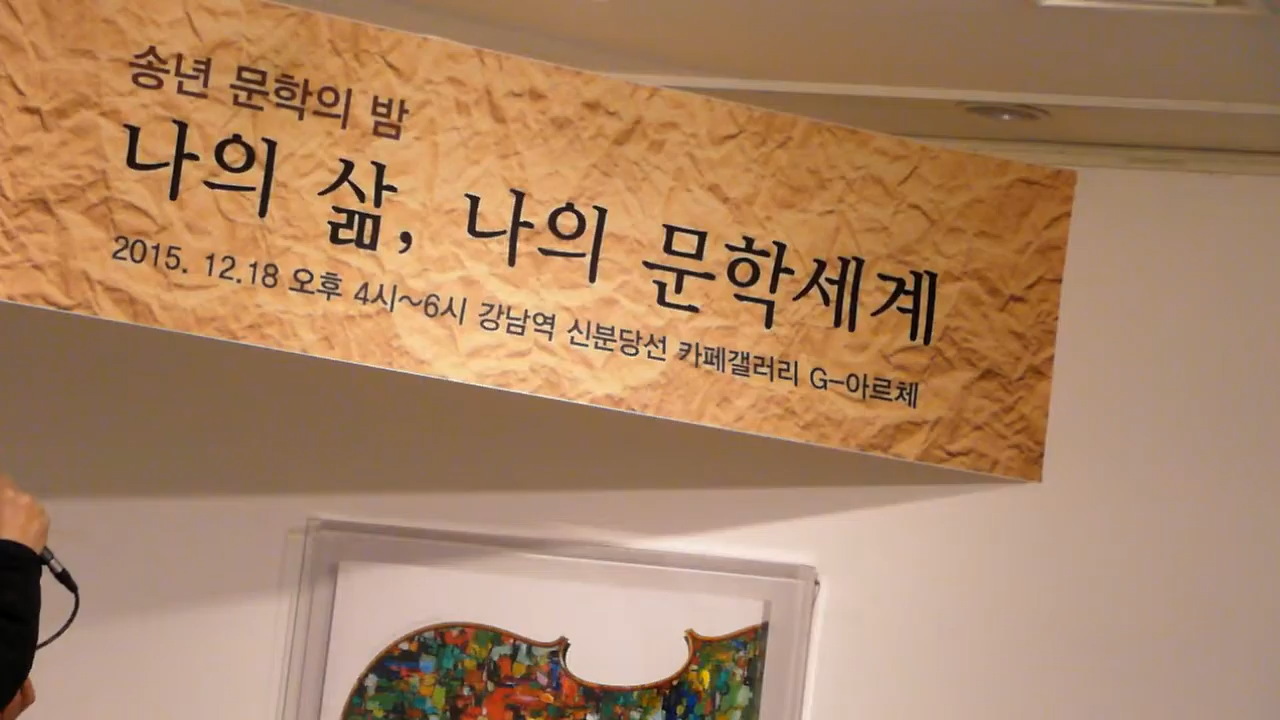 송년 문학의 밤
나의 삶, 나의 문학세계
2015. 12.18 오후 4시~6시 강남역 신분당선 카페갤러리 G-아르체